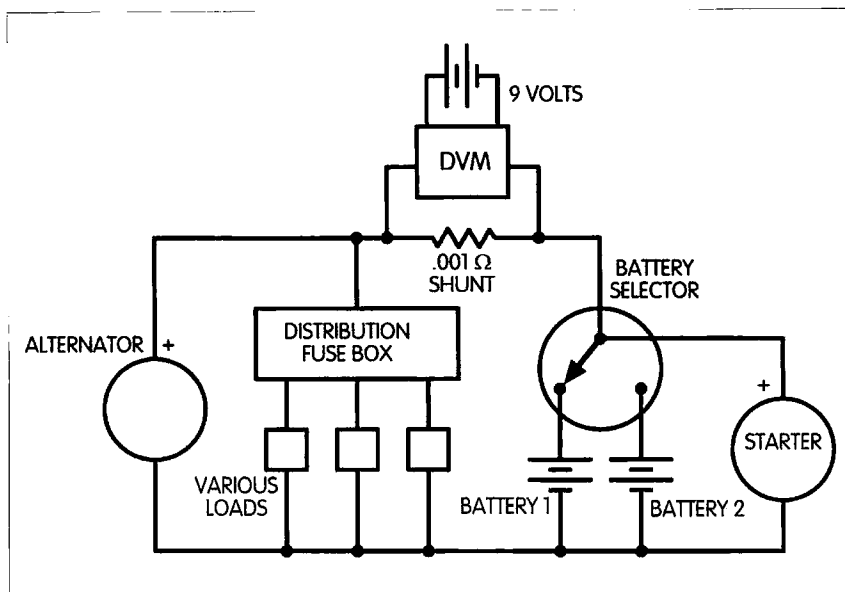 9 VOLTS
DVM
.001 Ω
SHUNT
BATTERY
SELECTOR
DISTRIBUTION
FUSE BOX
ALTERNATOR +
+
STARTER
VARIOUS
LOADS
BATTERY 1
BATTERY 2